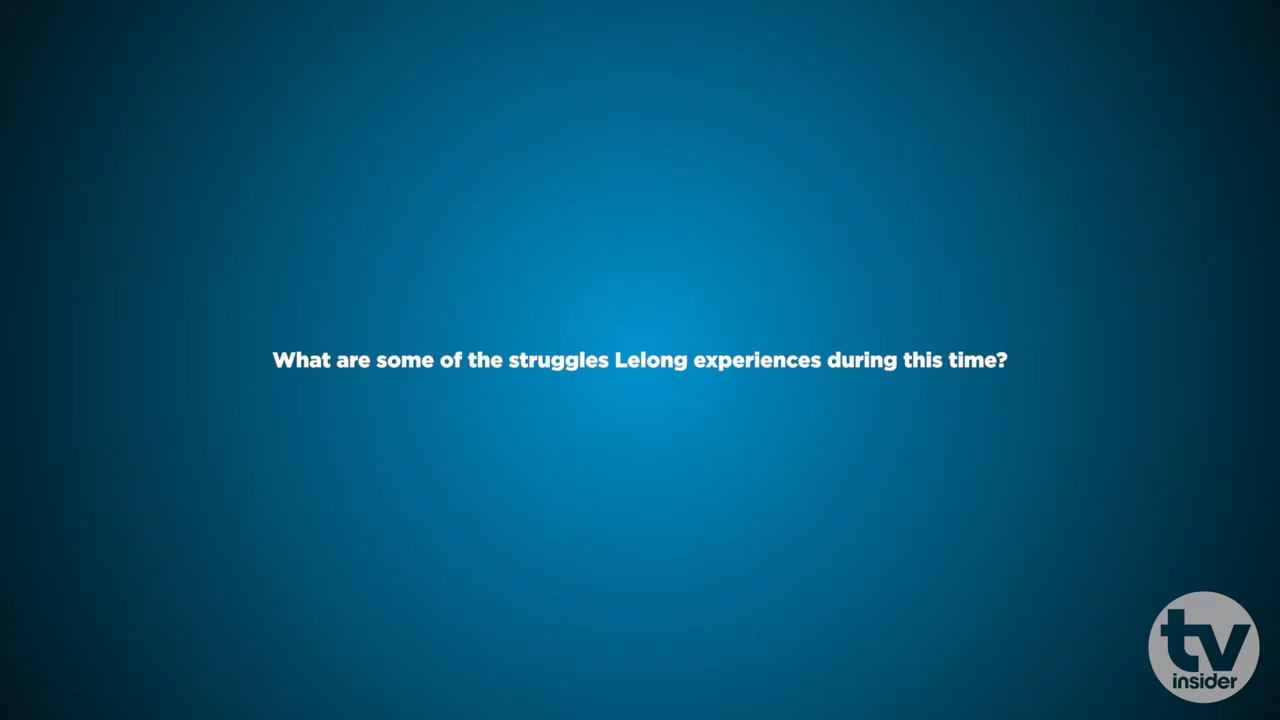 What are some of the struggles Lelong experiences during this time?
tv
insider